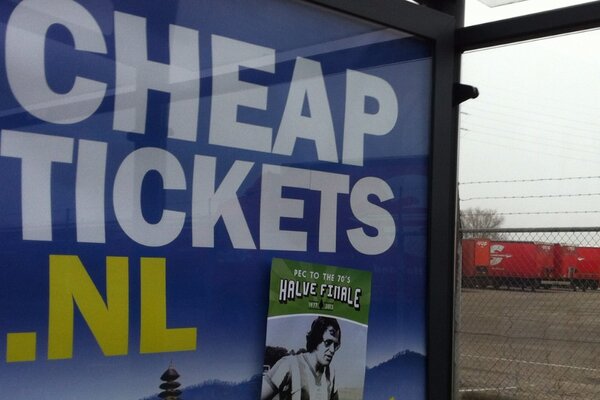 CHEAP
TICKETS
.NL
PEC TO THE 70'S
HALVE FINALE